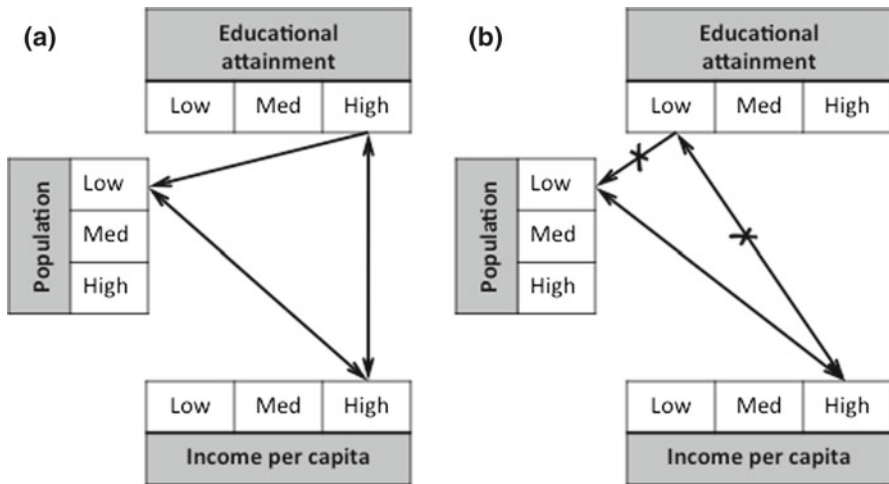 (a)
Educational
attainment
Low Med High
Population
Low
Med
High
Low Med High
Income per capita
(b)
Educational
attainment
Low Med High
Population
Low
Med
High
Low Med High
Income per capita